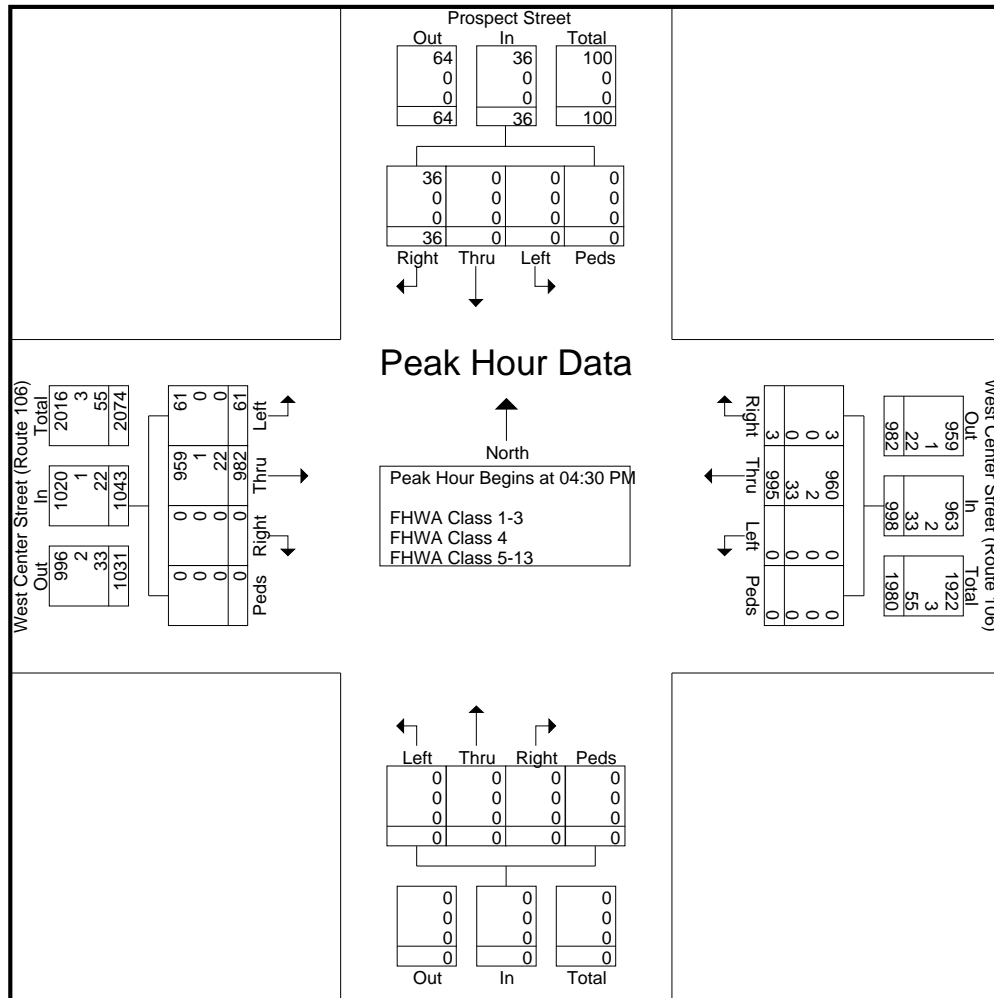 Prospect Street
Out In Total
64 36 100
0 0 0
0 0 0
64 36 100
36 0 0 0
0 0 0 0
0 0 0 0
36 0 0 0
Right Thru Left Peds
Peak Hour Data
North
Peak Hour Begins at 04:30 PM
FHWA Class 1-3
FHWA Class 4
FHWA Class 5-13
West Center Street (Route 106)
Out In Total
996 1020 2016
2 1 3
33 22 55
1031 1043 2074
0 0 959 61
0 0 1 0
0 0 22 0
0 0 982 61
Peds Right Thru Left
West Center Street (Route 106)
Out In Total
959 963 1922
1 2 3
22 33 55
982 998 1980
3 960 0 0
0 2 0 0
0 33 0 0
3 995 0 0
Right Thru Left Peds
Left Thru Right Peds
0 0 0 0
0 0 0 0
0 0 0 0
0 0 0 0
0 0 0
0 0 0
0 0 0
0 0 0
Out In Total